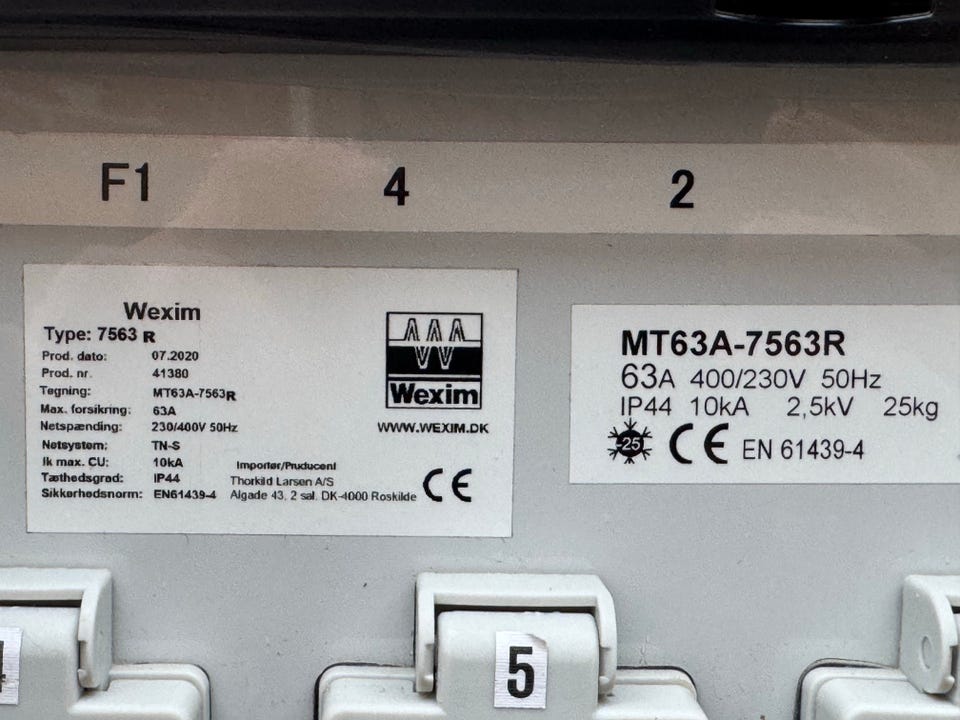 F1 4 2
Wexim
Type: 7563 R
Prod. dato: 07.2020
Prod. nr. 41380
Tegning: MT63A-7563R
Max. forsikring: 63A
Netspænding: 230/400V 50Hz
Netsystem: TN-S
Ik max. CU: 10kA
Tæthedsgrad: IP44
Sikkerhedsnorm: EN61439-4
Importør/Producent
Thorkild Larsen A/S
Algade 43, 2 sal. DK-4000 Roskilde
CE
Wexim
WWW.WEXIM.DK
MT63A-7563R
63A 400/230V 50Hz
IP44 10kA 2,5kV 25kg
-25 CE EN 61439-4
5